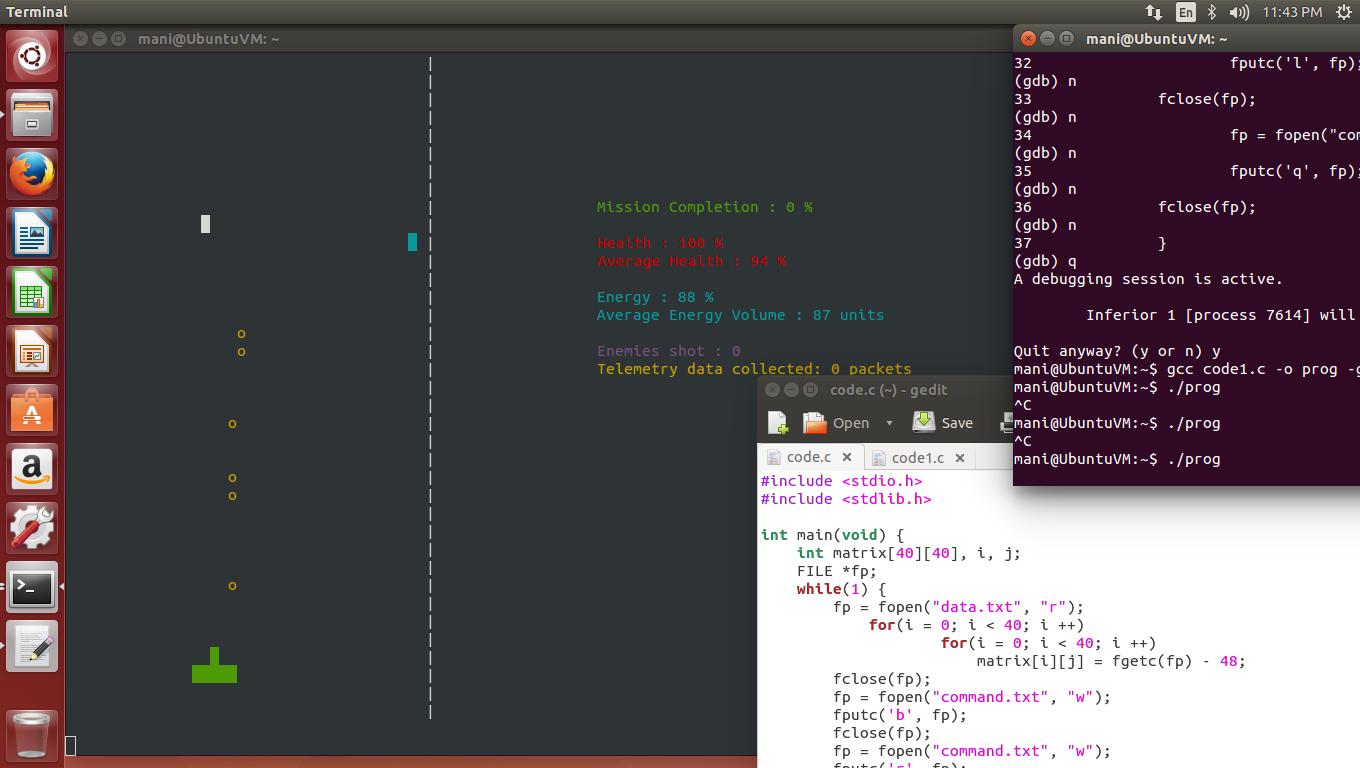 Terminal
En
11:43 PM
mani@UbuntuVM: ~
Mission Completion : 0 %
Health : 100 %
Average Health : 94 %
Energy : 88 %
Average Energy Volume : 87 units
Enemies shot : 0
Telemetry data collected: 0 packets
o
o
o
o
o
o
mani@UbuntuVM: ~
32 fputc('l', fp);
(gdb) n
33 fclose(fp);
(gdb) n
34 fp = fopen("com
(gdb) n
35 fputc('q', fp);
(gdb) n
36 fclose(fp);
(gdb) n
37 }
(gdb) q
A debugging session is active.
Inferior 1 [process 7614] will
Quit anyway? (y or n) y
mani@UbuntuVM:~$ gcc code1.c -o prog -g
mani@UbuntuVM:~$ ./prog
^C
mani@UbuntuVM:~$ ./prog
^C
mani@UbuntuVM:~$ ./prog
code.c (~) - gedit
Open Save
code.c × code1.c ×
#include <stdio.h>
#include <stdlib.h>
int main(void) {
int matrix[40][40], i, j;
FILE *fp;
while(1) {
fp = fopen("data.txt", "r");
for(i = 0; i < 40; i ++)
for(i = 0; i < 40; i ++)
matrix[i][j] = fgetc(fp) - 48;
fclose(fp);
fp = fopen("command.txt", "w");
fputc('b', fp);
fclose(fp);
fp = fopen("command.txt", "w");